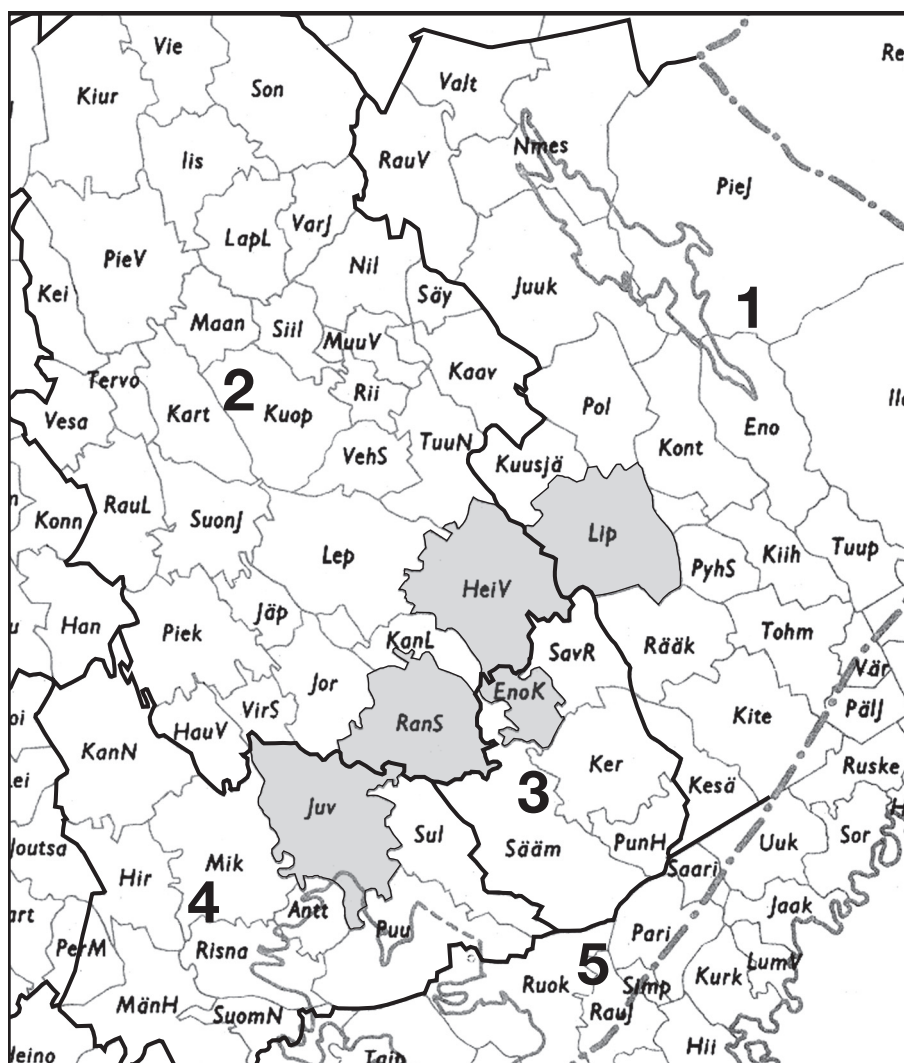 Vie
Re
Kiur
Son
Valt
Iis
RauV
Nmes
PieJ
VarJ
LapL
PieV
Nil
Kei
Säy
Juuk
1
Maan
Siil
MuuV
Tervo
2
Kaav
Rii
Kart
Kuop
Vesa
Pol
Eno
Kont
VehS
TuuN
Kuusjä
RauL
Konn
SuonJ
Lip
Lep
PyhS
Kiih
Tuup
HeiV
Han
Piek
Jäp
KanL
SavR
Rääk
Tohm
Vär
Jor
EnoK
VirS
HauV
RanS
Kite
PälJ
oi
KanN
Ker
Ruske
Kesä
3
Juv
Sul
Sääm
PunH
Uuk
Sor
Joutsa
Hir
Mik
Saari
4
Antt
Jaak
art
Puu
Pari
PerM
Risna
5
LumV
Kurk
Ruok
Simp
MänH
RauJ
SuomN
Hii
leino
Taip